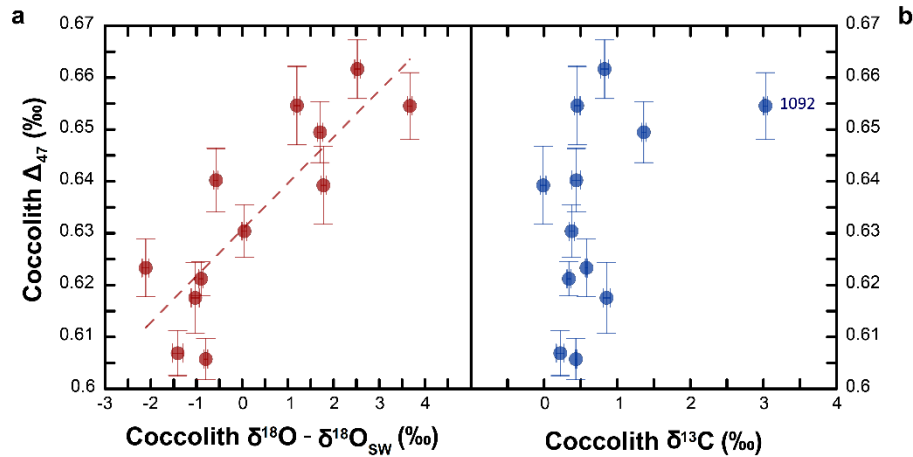 a
b
0.67
0.66
0.65
0.64
0.63
0.62
0.61
0.6
Coccolith Δ47 (‰)
-3 -2 -1 0 1 2 3 4
Coccolith δ¹⁸O - δ¹⁸OSW (‰)
1092
0 1 2 3 4
Coccolith δ¹³C (‰)
0.67
0.66
0.65
0.64
0.63
0.62
0.61
0.6